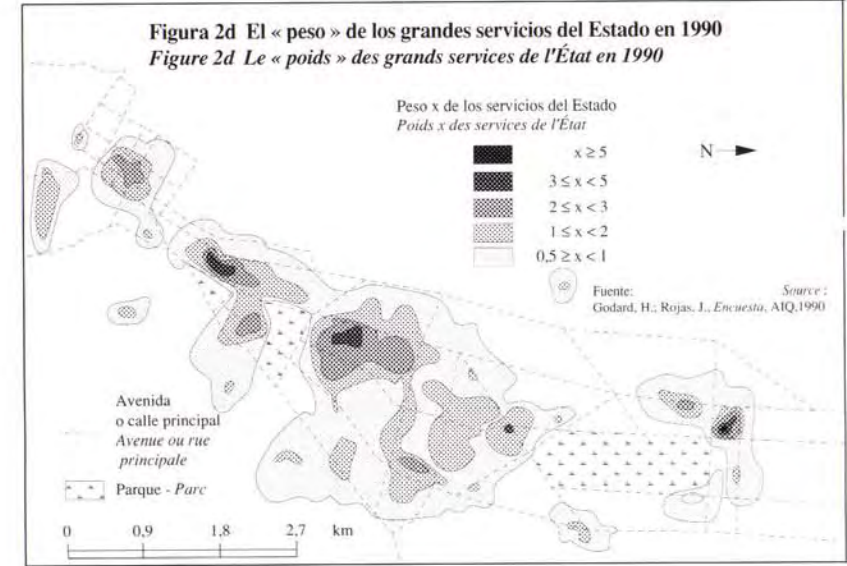 Figura 2d El « peso » de los grandes servicios del Estado en 1990
Figure 2d Le « poids » des grands services de l'État en 1990
Peso x de los servicios del Estado
Poids x des services de l'État
x ≥ 5
3 ≤ x < 5
2 ≤ x < 3
1 ≤ x < 2
0,5 ≥ x < 1
N
Fuente: Source :
Godard, H.; Rojas, J., Encuesta, AIQ,1990
Avenida
o calle principal
Avenue ou rue
principale
Parque - Parc
0 0,9 1,8 2,7 km